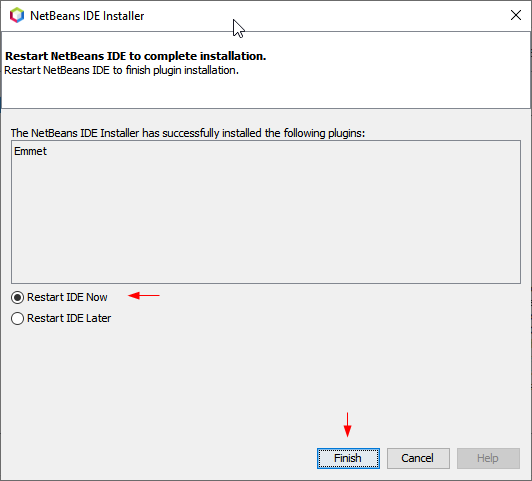 NetBeans IDE Installer
Restart NetBeans IDE to complete installation.
Restart NetBeans IDE to finish plugin installation.
The NetBeans IDE Installer has successfully installed the following plugins:
Emmet
Restart IDE Now
Restart IDE Later
Finish Cancel Help